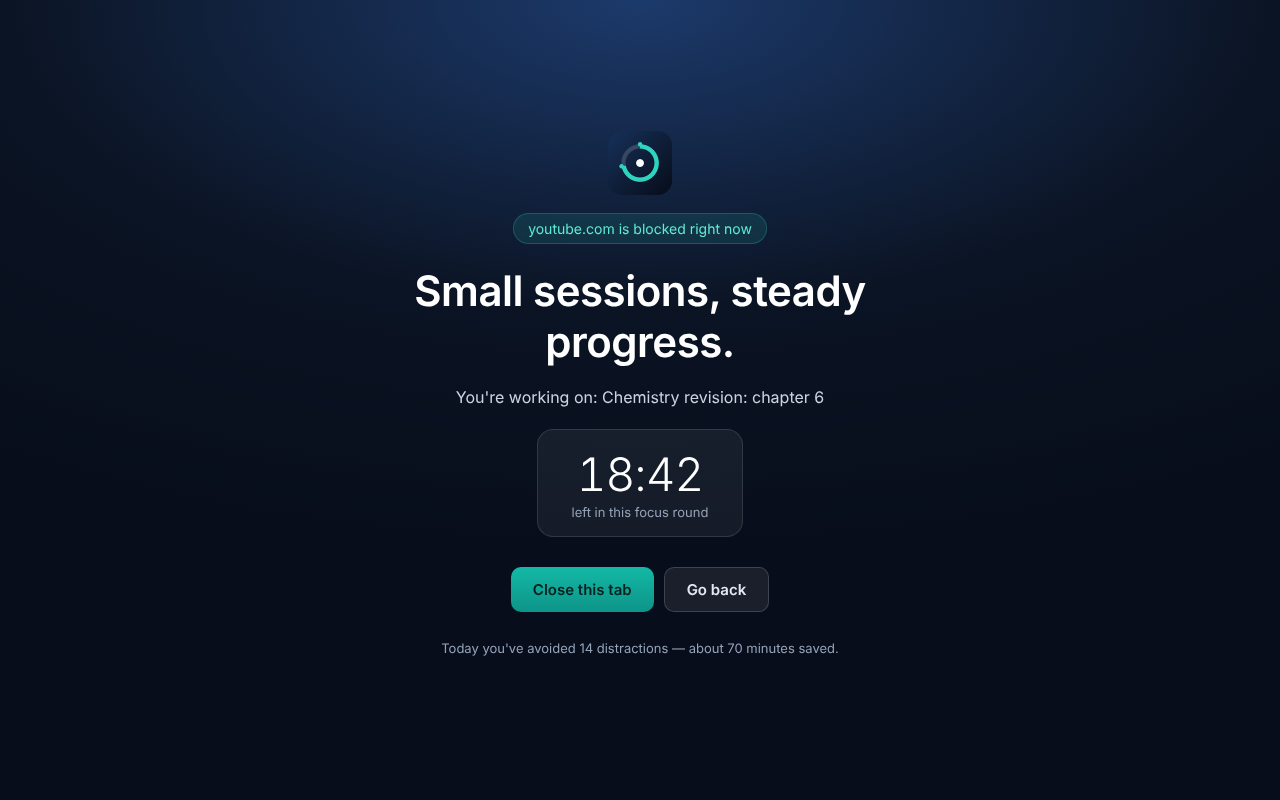 youtube.com is blocked right now
Small sessions, steady
progress.
You're working on: Chemistry revision: chapter 6
18:42
left in this focus round
Close this tab
Go back
Today you've avoided 14 distractions — about 70 minutes saved.